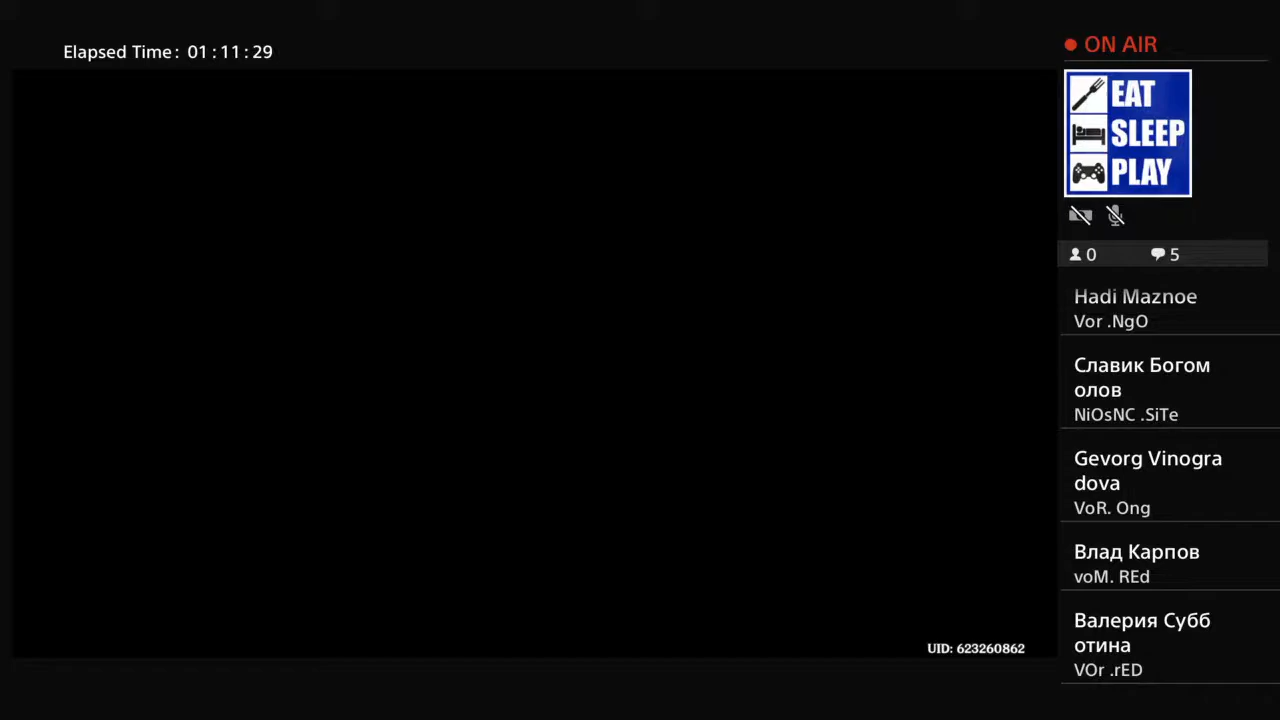 Elapsed Time: 01:11:29
ON AIR
EAT
SLEEP
PLAY
0 5
Hadi Maznoe
Vor .NgO
Славик Богом
олов
NiOsNC .SiTe
Gevorg Vinogra
dova
VoR. Ong
Влад Карпов
voM. REd
Валерия Субб
отина
VOr .rED
UID: 623260862